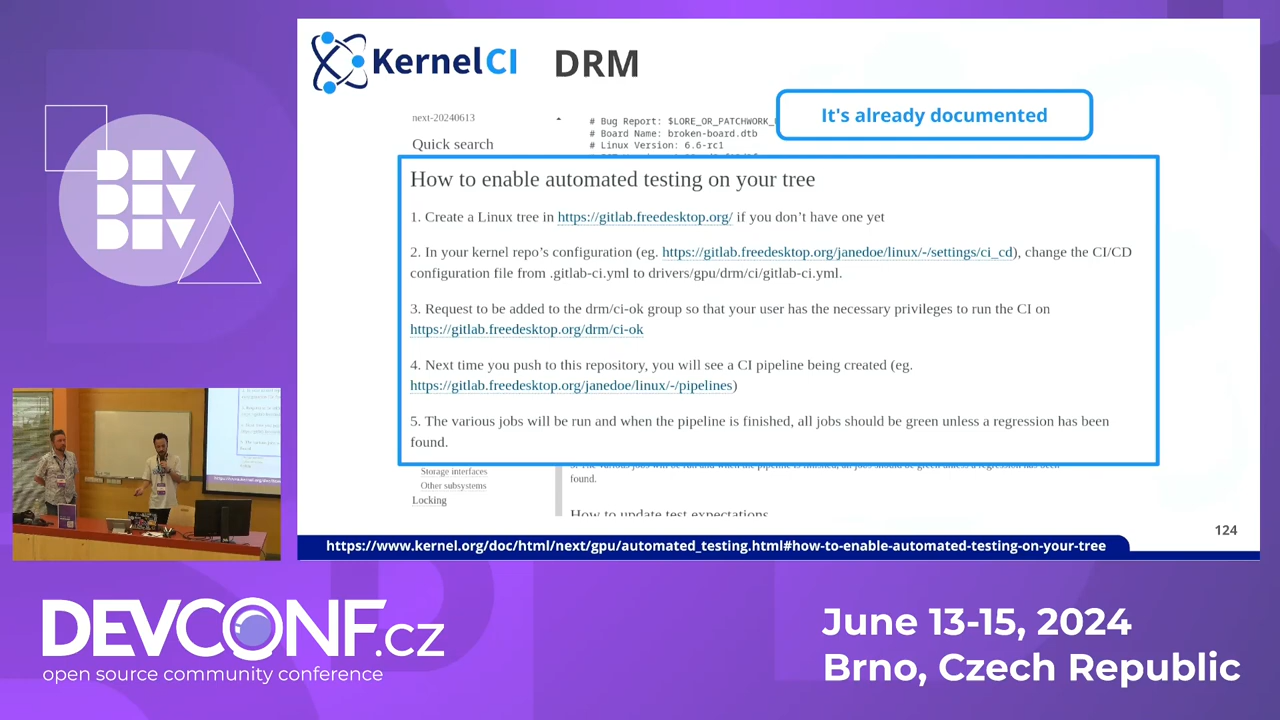 KernelCI
DRM
It's already documented
next-20240613
Quick search
# Bug Report: $LORE_OR_PATCHWORK_
# Board Name: broken-board.dtb
# Linux Version: 6.6-rc1
How to enable automated testing on your tree
1. Create a Linux tree in https://gitlab.freedesktop.org/ if you don’t have one yet
2. In your kernel repo’s configuration (eg. https://gitlab.freedesktop.org/janedoe/linux/-/settings/ci_cd), change the CI/CD
configuration file from .gitlab-ci.yml to drivers/gpu/drm/ci/gitlab-ci.yml.
3. Request to be added to the drm/ci-ok group so that your user has the necessary privileges to run the CI on
https://gitlab.freedesktop.org/drm/ci-ok
4. Next time you push to this repository, you will see a CI pipeline being created (eg.
https://gitlab.freedesktop.org/janedoe/linux/-/pipelines)
5. The various jobs will be run and when the pipeline is finished, all jobs should be green unless a regression has been
found.
Storage interfaces
Other subsystems
Locking
found.
How to update test expectations
124
https://www.kernel.org/doc/html/next/gpu/automated_testing.html#how-to-enable-automated-testing-on-your-tree
DEV
DEV
DEV
DEVCONF.cz
open source community conference
June 13-15, 2024
Brno, Czech Republic